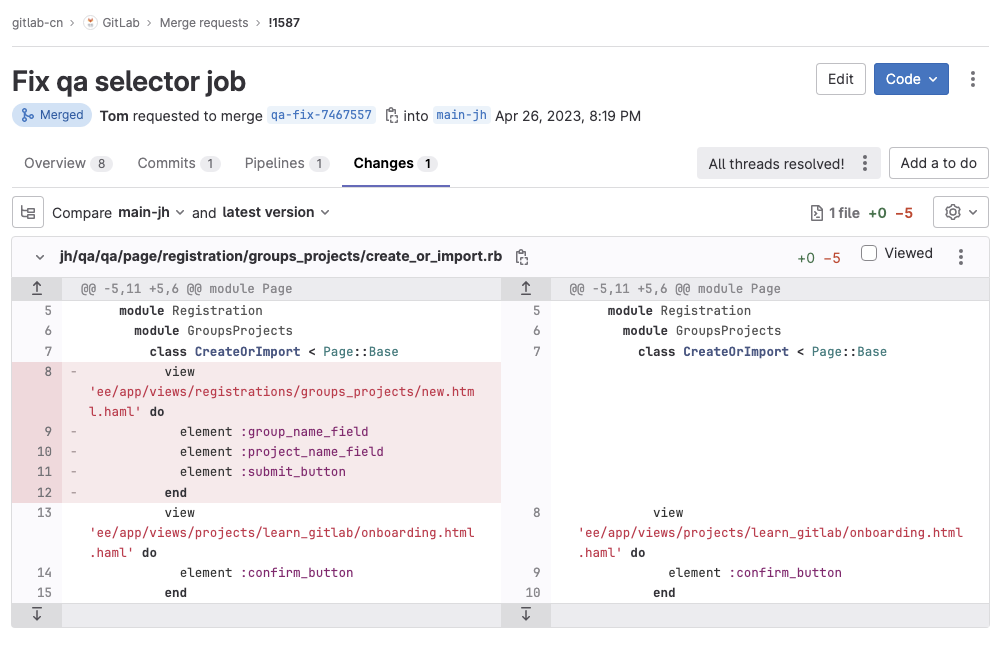 gitlab-cn › GitLab › Merge requests › !1587
Fix qa selector job
Edit
Code
Merged Tom requested to merge qa-fix-7467557 into main-jh Apr 26, 2023, 8:19 PM
Overview 8 Commits 1 Pipelines 1 Changes 1
All threads resolved!
Add a to do
Compare main-jh and latest version
1 file +0 −5
jh/qa/qa/page/registration/groups_projects/create_or_import.rb
+0 −5 Viewed
@@ -5,11 +5,6 @@ module Page
5 module Registration
6 module GroupsProjects
7 class CreateOrImport < Page::Base
8 - view
'ee/app/views/registrations/groups_projects/new.htm
l.haml' do
9 - element :group_name_field
10 - element :project_name_field
11 - element :submit_button
12 - end
13 view
'ee/app/views/projects/learn_gitlab/onboarding.html
.haml' do
14 element :confirm_button
15 end
@@ -5,11 +5,6 @@ module Page
5 module Registration
6 module GroupsProjects
7 class CreateOrImport < Page::Base
8 view
'ee/app/views/projects/learn_gitlab/onboarding.html
.haml' do
9 element :confirm_button
10 end